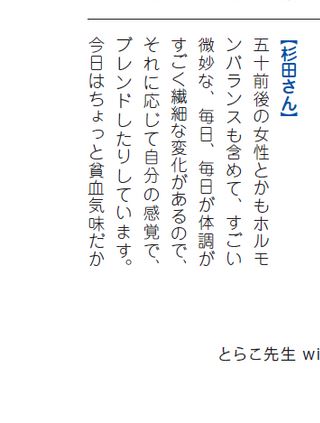 【杉田さん】
五十前後の女性とかもホルモ
ンバランスも含めて、すごい
微妙な、毎日、毎日が体調が
すごく繊細な変化があるので、
それに応じて自分の感覚で、
ブレンドしたりしています。
今日はちょっと貧血気味だか
とらこ先生 wi